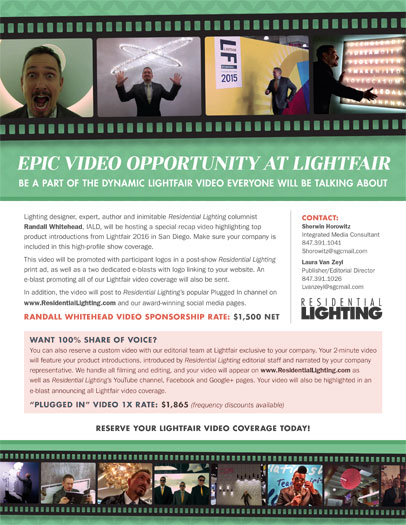 LIGHTFAIR
LF
2015
EPIC VIDEO OPPORTUNITY AT LIGHTFAIR
BE A PART OF THE DYNAMIC LIGHTFAIR VIDEO EVERYONE WILL BE TALKING ABOUT
Lighting designer, expert, author and inimitable Residential Lighting columnist
Randall Whitehead, IALD, will be hosting a special recap video highlighting top
product introductions from Lightfair 2016 in San Diego. Make sure your company is
included in this high-profile show coverage.
This video will be promoted with participant logos in a post-show Residential Lighting
print ad, as well as a two dedicated e-blasts with logo linking to your website. An
e-blast promoting all of our Lightfair video coverage will also be sent.
In addition, the video will post to Residential Lighting's popular Plugged In channel on
www.ResidentialLighting.com and our award-winning social media pages.
RANDALL WHITEHEAD VIDEO SPONSORSHIP RATE: $1,500 NET
CONTACT:
Sherwin Horowitz
Integrated Media Consultant
847.391.1041
Shorowitz@sgcmail.com
Laura Van Zeyl
Publisher/Editorial Director
847.391.1026
Lvanzeyl@sgcmail.com
RESIDENTIAL
LIGHTING
WANT 100% SHARE OF VOICE?
You can also reserve a custom video with our editorial team at Lightfair exclusive to your company. Your 2-minute video
will feature your product introductions, introduced by Residential Lighting editorial staff and narrated by your company
representative. We handle all filming and editing, and your video will appear on www.ResidentialLighting.com as
well as Residential Lighting's YouTube channel, Facebook and Google+ pages. Your video will also be highlighted in an
e-blast announcing all Lightfair video coverage.
"PLUGGED IN" VIDEO 1X RATE: $1,865 (frequency discounts available)
RESERVE YOUR LIGHTFAIR VIDEO COVERAGE TODAY!